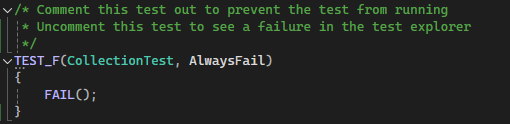 /* Comment this test out to prevent the test from running
* Uncomment this test to see a failure in the test explorer
*/
TEST_F(CollectionTest, AlwaysFail)
{
FAIL();
}